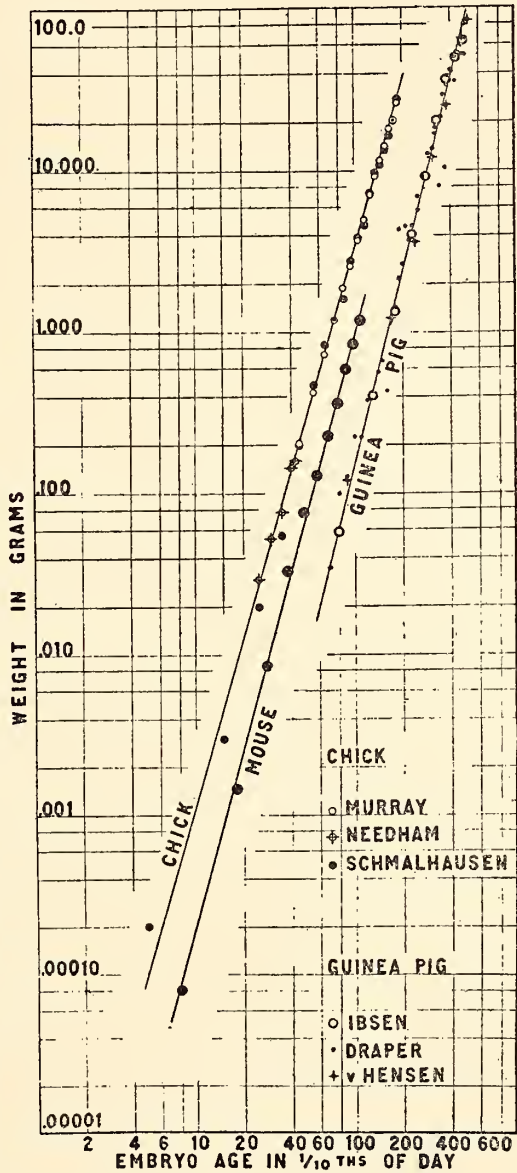 100.0
10.000
1.000
.100
.010
.001
.00010
.00001
WEIGHT IN GRAMS
CHICK
MOUSE
GUINEA PIG
CHICK
MURRAY
NEEDHAM
SCHMALHAUSEN
GUINEA PIG
IBSEN
DRAPER
v HENSEN
2 4 6 10 20 40 60 100 200 400 600
EMBRYO AGE IN 1/10 THS OF DAY